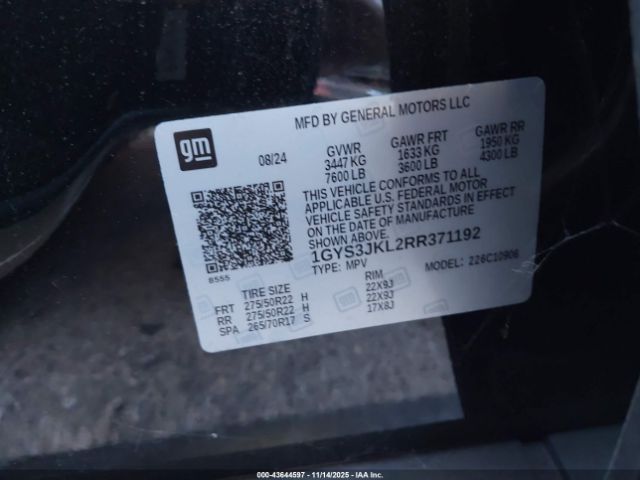 MFD BY GENERAL MOTORS LLC
gm
08/24 GVWR GAWR FRT GAWR RR
3447 KG 1633 KG 1950 KG
7600 LB 3600 LB 4300 LB
THIS VEHICLE CONFORMS TO ALL
APPLICABLE U.S. FEDERAL MOTOR
VEHICLE SAFETY STANDARDS IN EFFECT
ON THE DATE OF MANUFACTURE
SHOWN ABOVE.
1GYS3JKL2RR371192
TYPE: MPV MODEL: 226C10906
8555
TIRE SIZE RIM
FRT 275/50R22 H 22X9J
RR 275/50R22 H 22X9J
SPA 265/70R17 S 17X8J
000-43644597 - 11/14/2025 - IAA Inc.